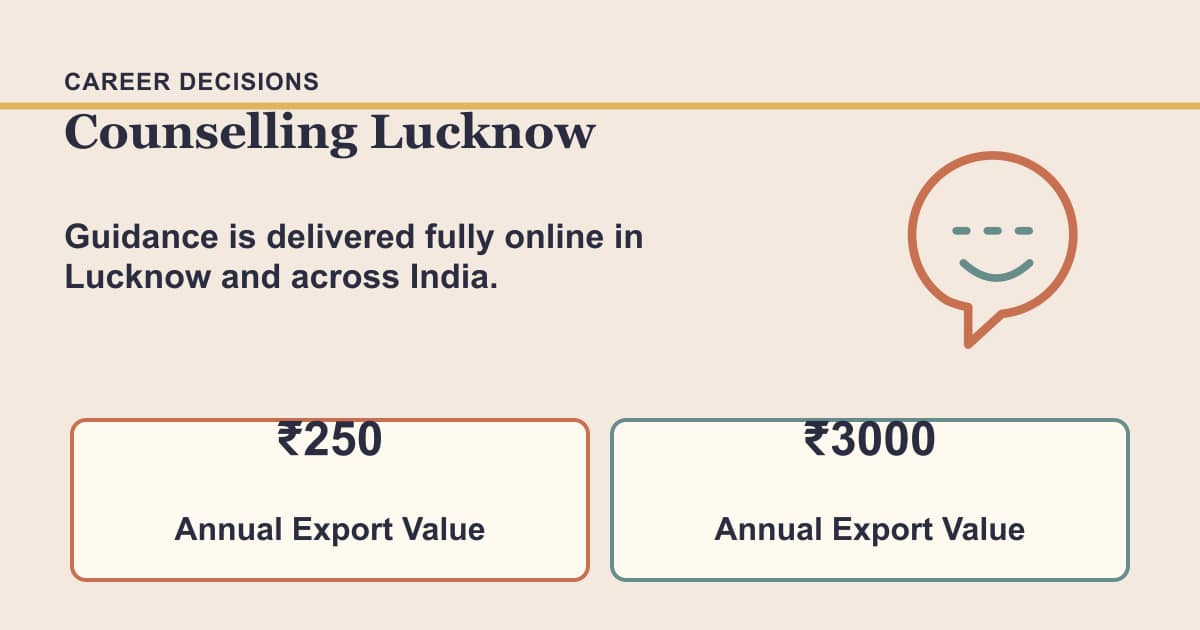 CAREER DECISIONS
Counselling Lucknow
Guidance is delivered fully online in
Lucknow and across India.
₹250
Annual Export Value
₹3000
Annual Export Value